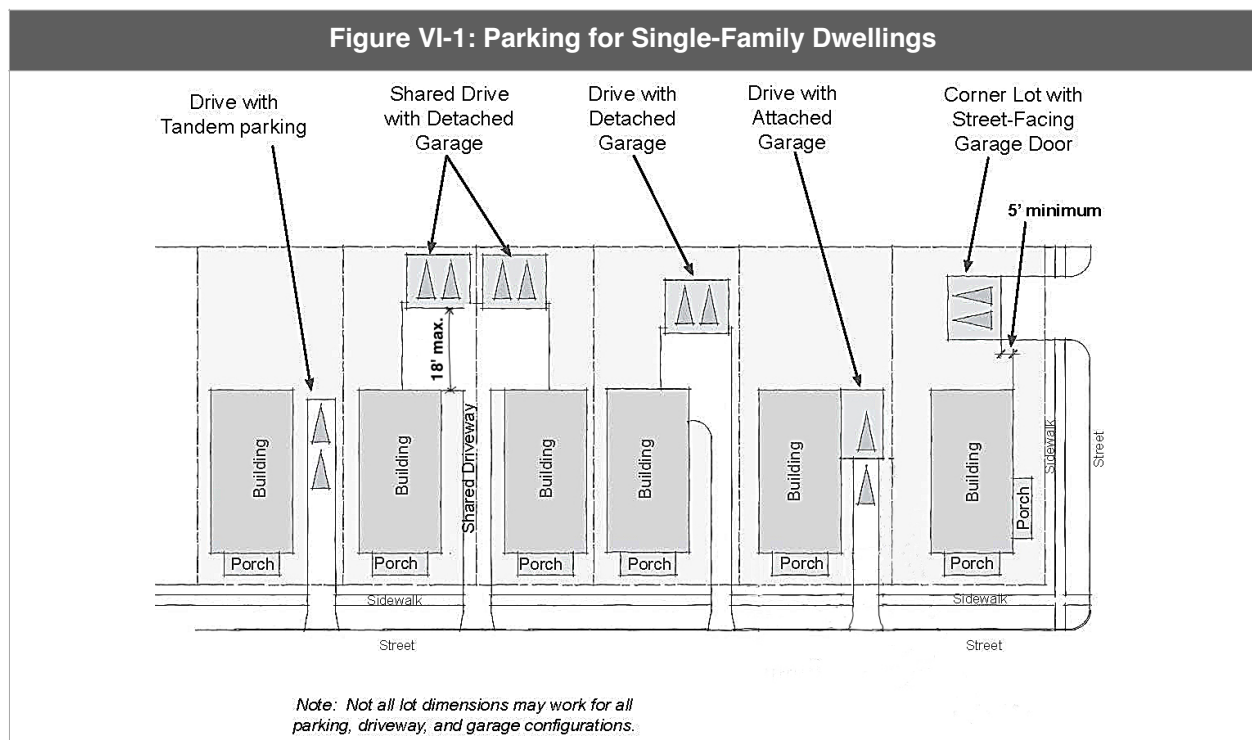 Figure VI-1: Parking for Single-Family Dwellings
Drive with
Tandem parking
Shared Drive
with Detached
Garage
Drive with
Detached
Garage
Drive with
Attached
Garage
Corner Lot with
Street-Facing
Garage Door
5' minimum
18' max.
Building
Building
Shared Driveway
Building
Building
Building
Building
Porch
Sidewalk
Street
Porch
Porch
Porch
Porch
Porch
Porch
Sidewalk
Sidewalk
Street
Street
Note: Not all lot dimensions may work for all
parking, driveway, and garage configurations.